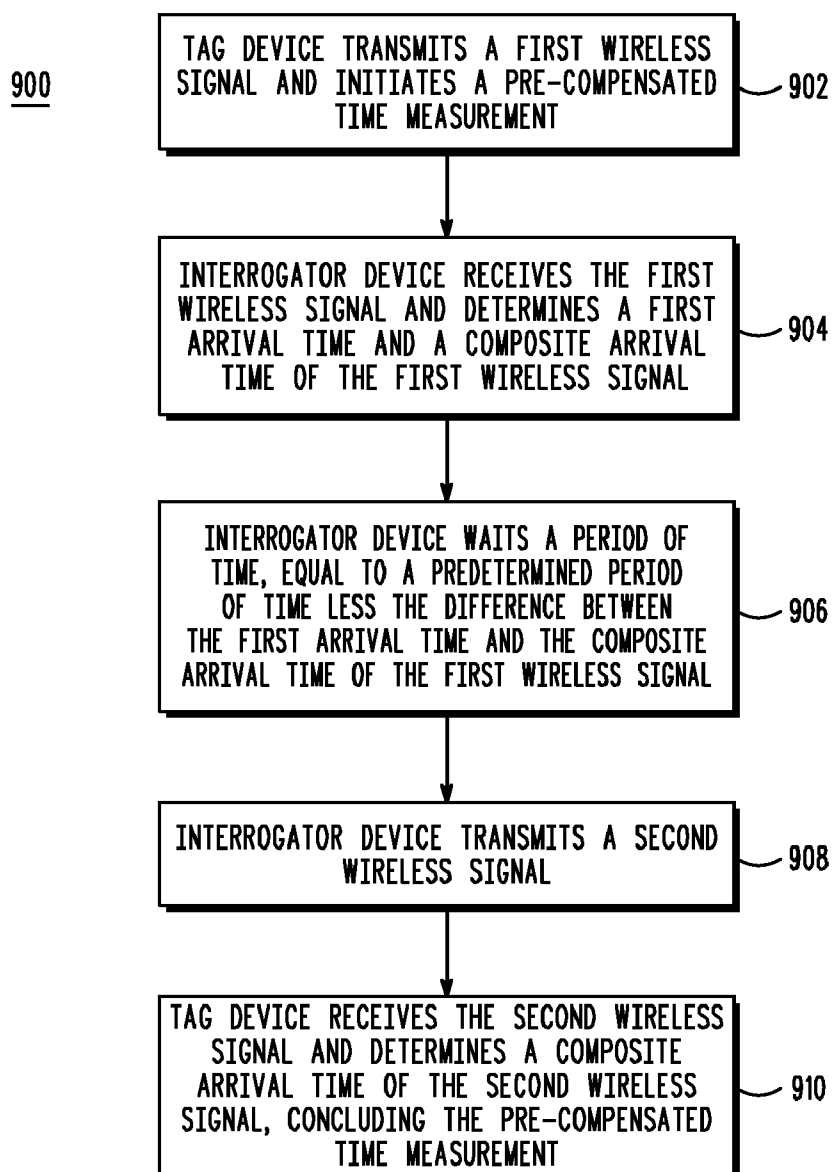 900
TAG DEVICE TRANSMITS A FIRST WIRELESS
SIGNAL AND INITIATES A PRE-COMPENSATED
TIME MEASUREMENT
902
INTERROGATOR DEVICE RECEIVES THE FIRST
WIRELESS SIGNAL AND DETERMINES A FIRST
ARRIVAL TIME AND A COMPOSITE ARRIVAL
TIME OF THE FIRST WIRELESS SIGNAL
904
INTERROGATOR DEVICE WAITS A PERIOD OF
TIME, EQUAL TO A PREDETERMINED PERIOD
OF TIME LESS THE DIFFERENCE BETWEEN
THE FIRST ARRIVAL TIME AND THE COMPOSITE
ARRIVAL TIME OF THE FIRST WIRELESS SIGNAL
906
INTERROGATOR DEVICE TRANSMITS A SECOND
WIRELESS SIGNAL
908
TAG DEVICE RECEIVES THE SECOND WIRELESS
SIGNAL AND DETERMINES A COMPOSITE
ARRIVAL TIME OF THE SECOND WIRELESS
SIGNAL, CONCLUDING THE PRE-COMPENSATED
TIME MEASUREMENT
910